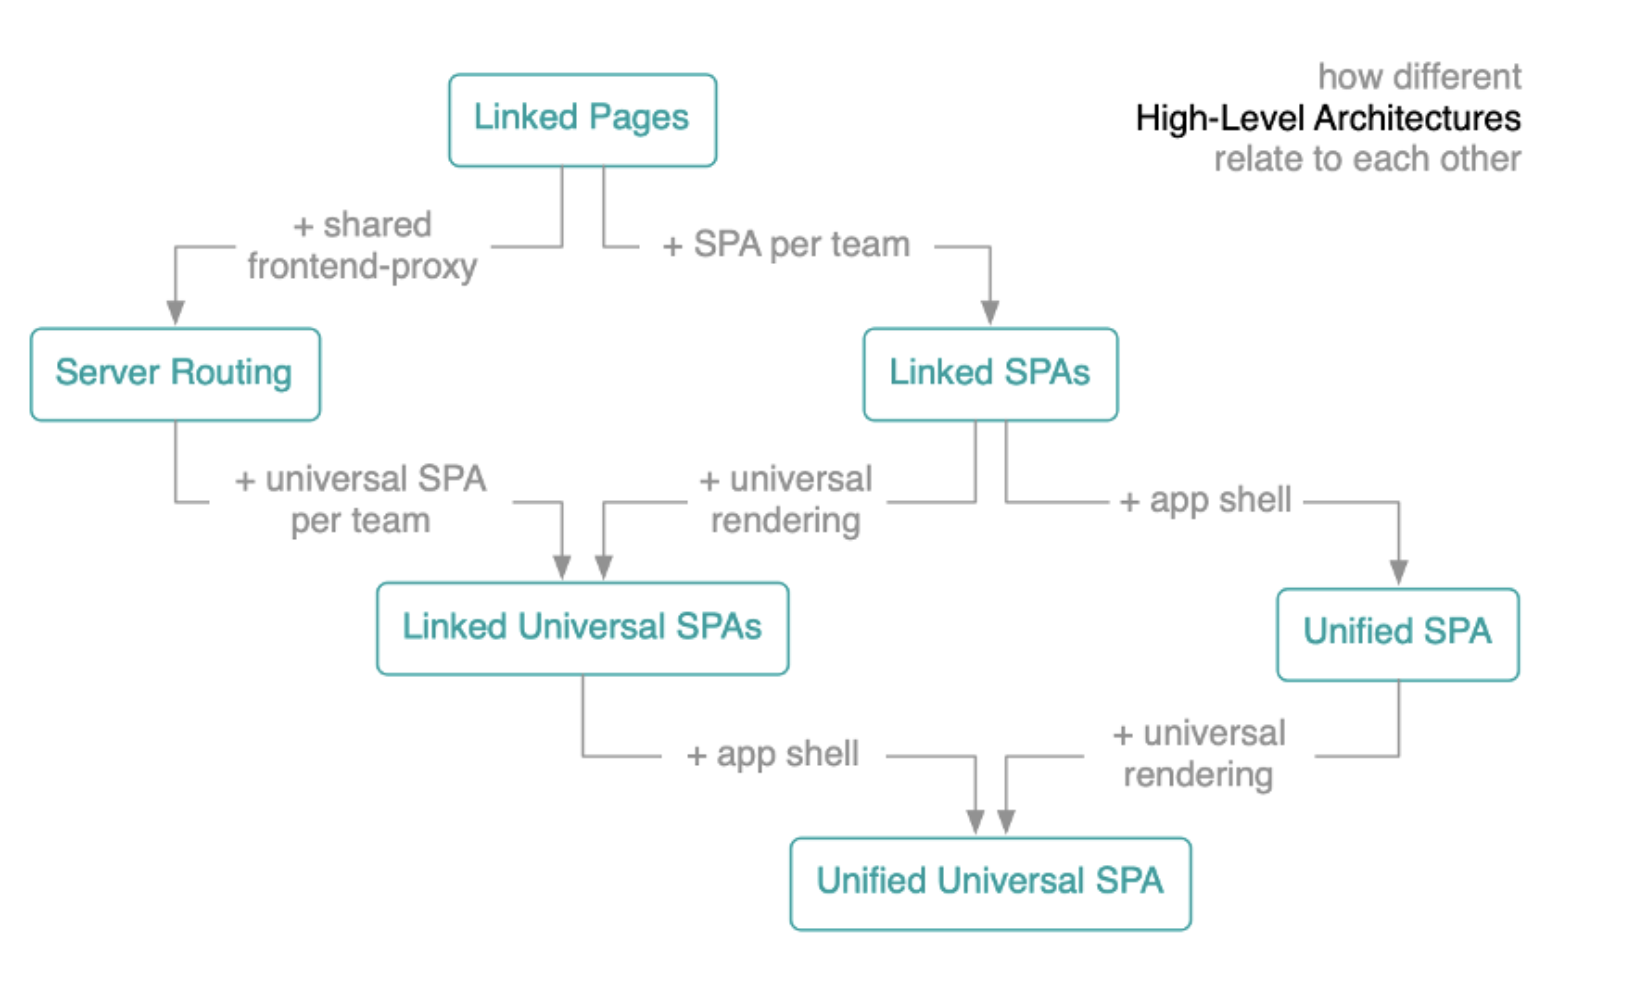 how different
High-Level Architectures
relate to each other
Linked Pages
+ shared
frontend-proxy
+ SPA per team
Server Routing
Linked SPAs
+ universal SPA
per team
+ universal
rendering
+ app shell
Linked Universal SPAs
Unified SPA
+ app shell
+ universal
rendering
Unified Universal SPA